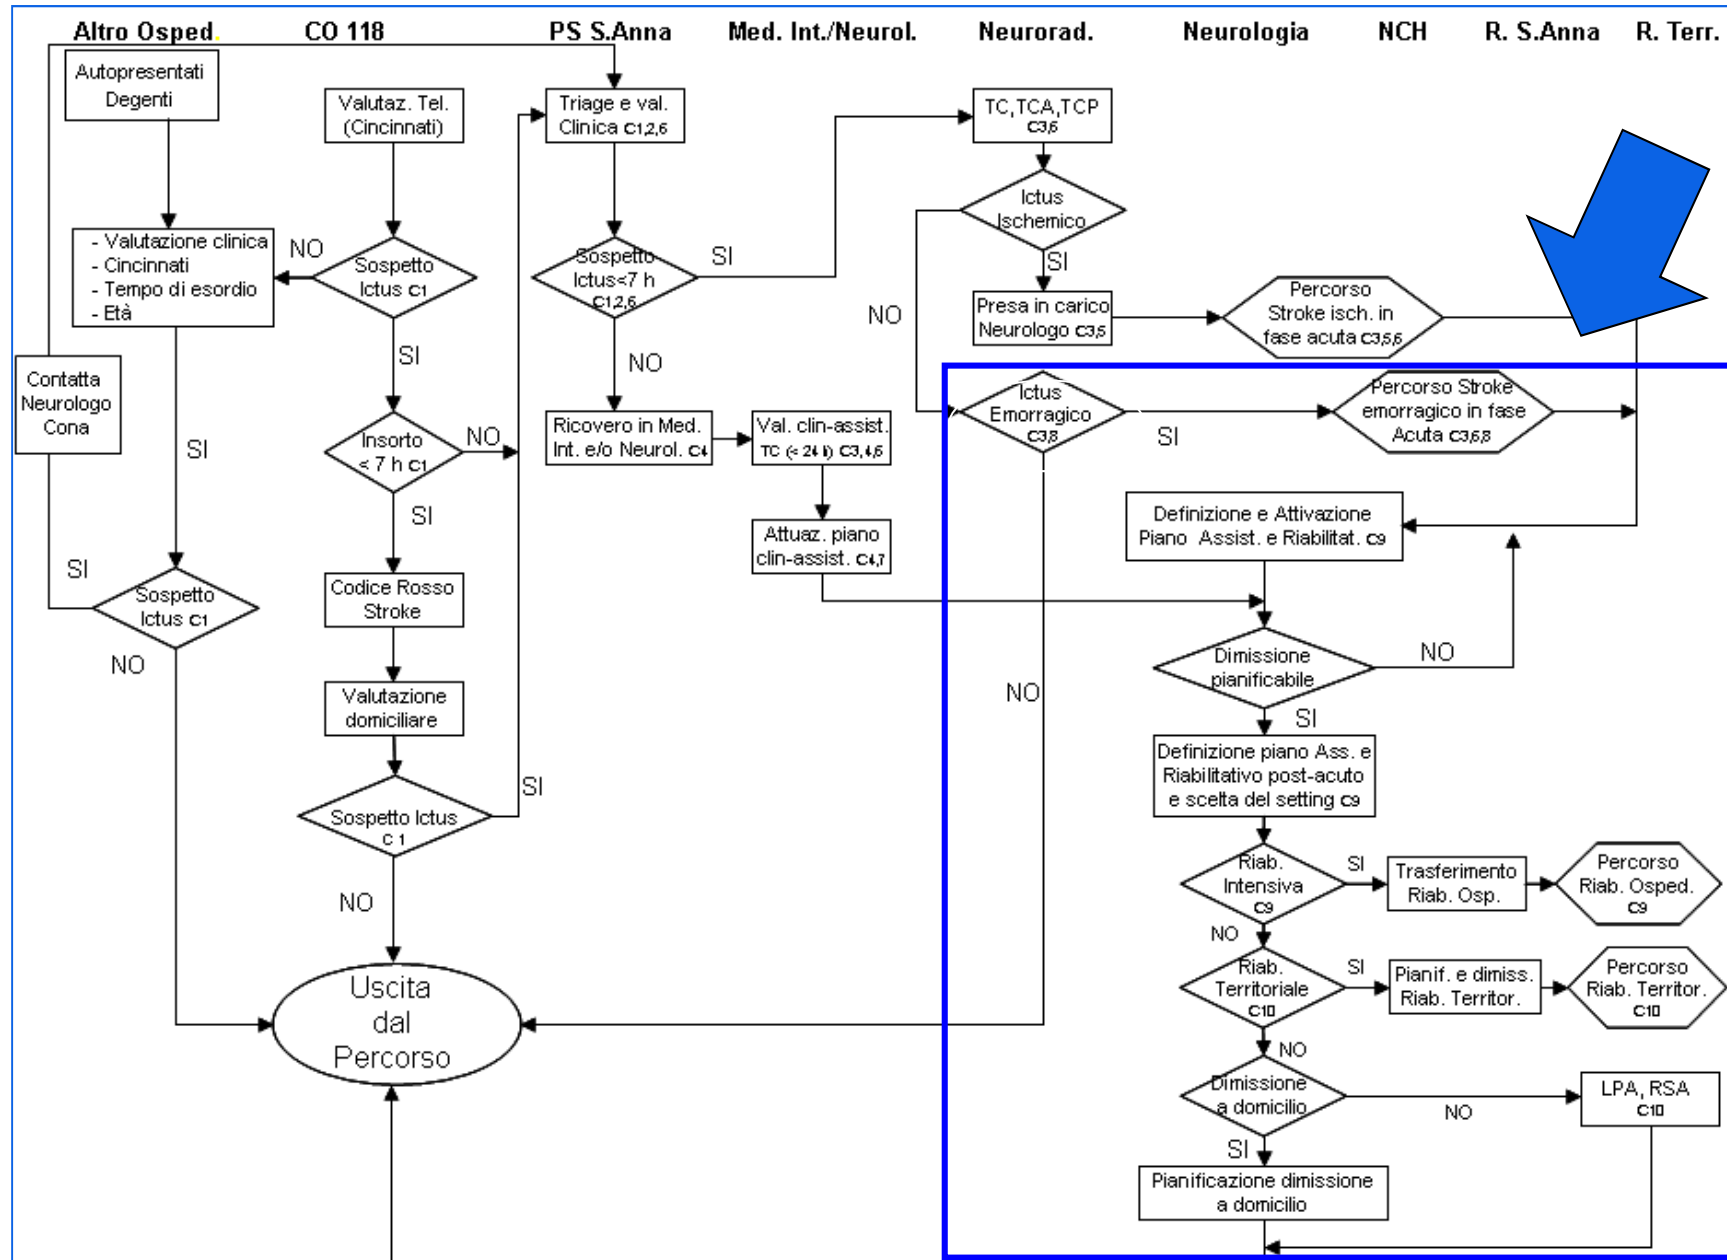 Altro Osped.
CO 118
PS S.Anna
Med. Int./Neurol.
Neurorad.
Neurologia
NCH
R. S.Anna
R. Terr.
Autopresentati
Degenti
Valutaz. Tel.
(Cincinnati)
Triage e val.
Clinica C1,2,6
TC,TCA,TCP
C3,6
Ictus
Ischemico
SI
- Valutazione clinica
- Cincinnati
- Tempo di esordio
- Età
NO
Sospetto
Ictus C1
Sospetto
Ictus<7 h
C1,2,6
SI
Presa in carico
Neurologo C3,5
Percorso
Stroke isch. in
fase acuta C3,5,6
NO
SI
NO
Contatta
Neurologo
Cona
SI
Insorto
< 7 h C1
NO
Ricovero in Med.
Int. e/o Neurol. C4
Val. clin-assist.
TC (< 24 h) C3,4,6
Ictus
Emorragico
C3,8
SI
Percorso Stroke
emorragico in fase
Acuta C3,6,8
SI
Attuaz. piano
clin-assist. C4,7
Definizione e Attivazione
Piano Assist. e Riabilitat. C9
SI
Sospetto
Ictus C1
NO
Codice Rosso
Stroke
Dimissione
pianificabile
NO
Valutazione
domiciliare
NO
SI
Definizione piano Ass. e
Riabilitativo post-acuto
e scelta del setting C9
Sospetto Ictus
C 1
SI
NO
Riab.
Intensiva
C9
SI
Trasferimento
Riab. Osp.
Percorso
Riab. Osped.
C9
NO
Riab.
Territoriale
C10
SI
Pianif. e dimiss.
Riab. Territor.
Percorso
Riab. Territor.
C10
Uscita
dal
Percorso
NO
Dimissione
a domicilio
NO
LPA, RSA
C10
SI
Pianificazione dimissione
a domicilio